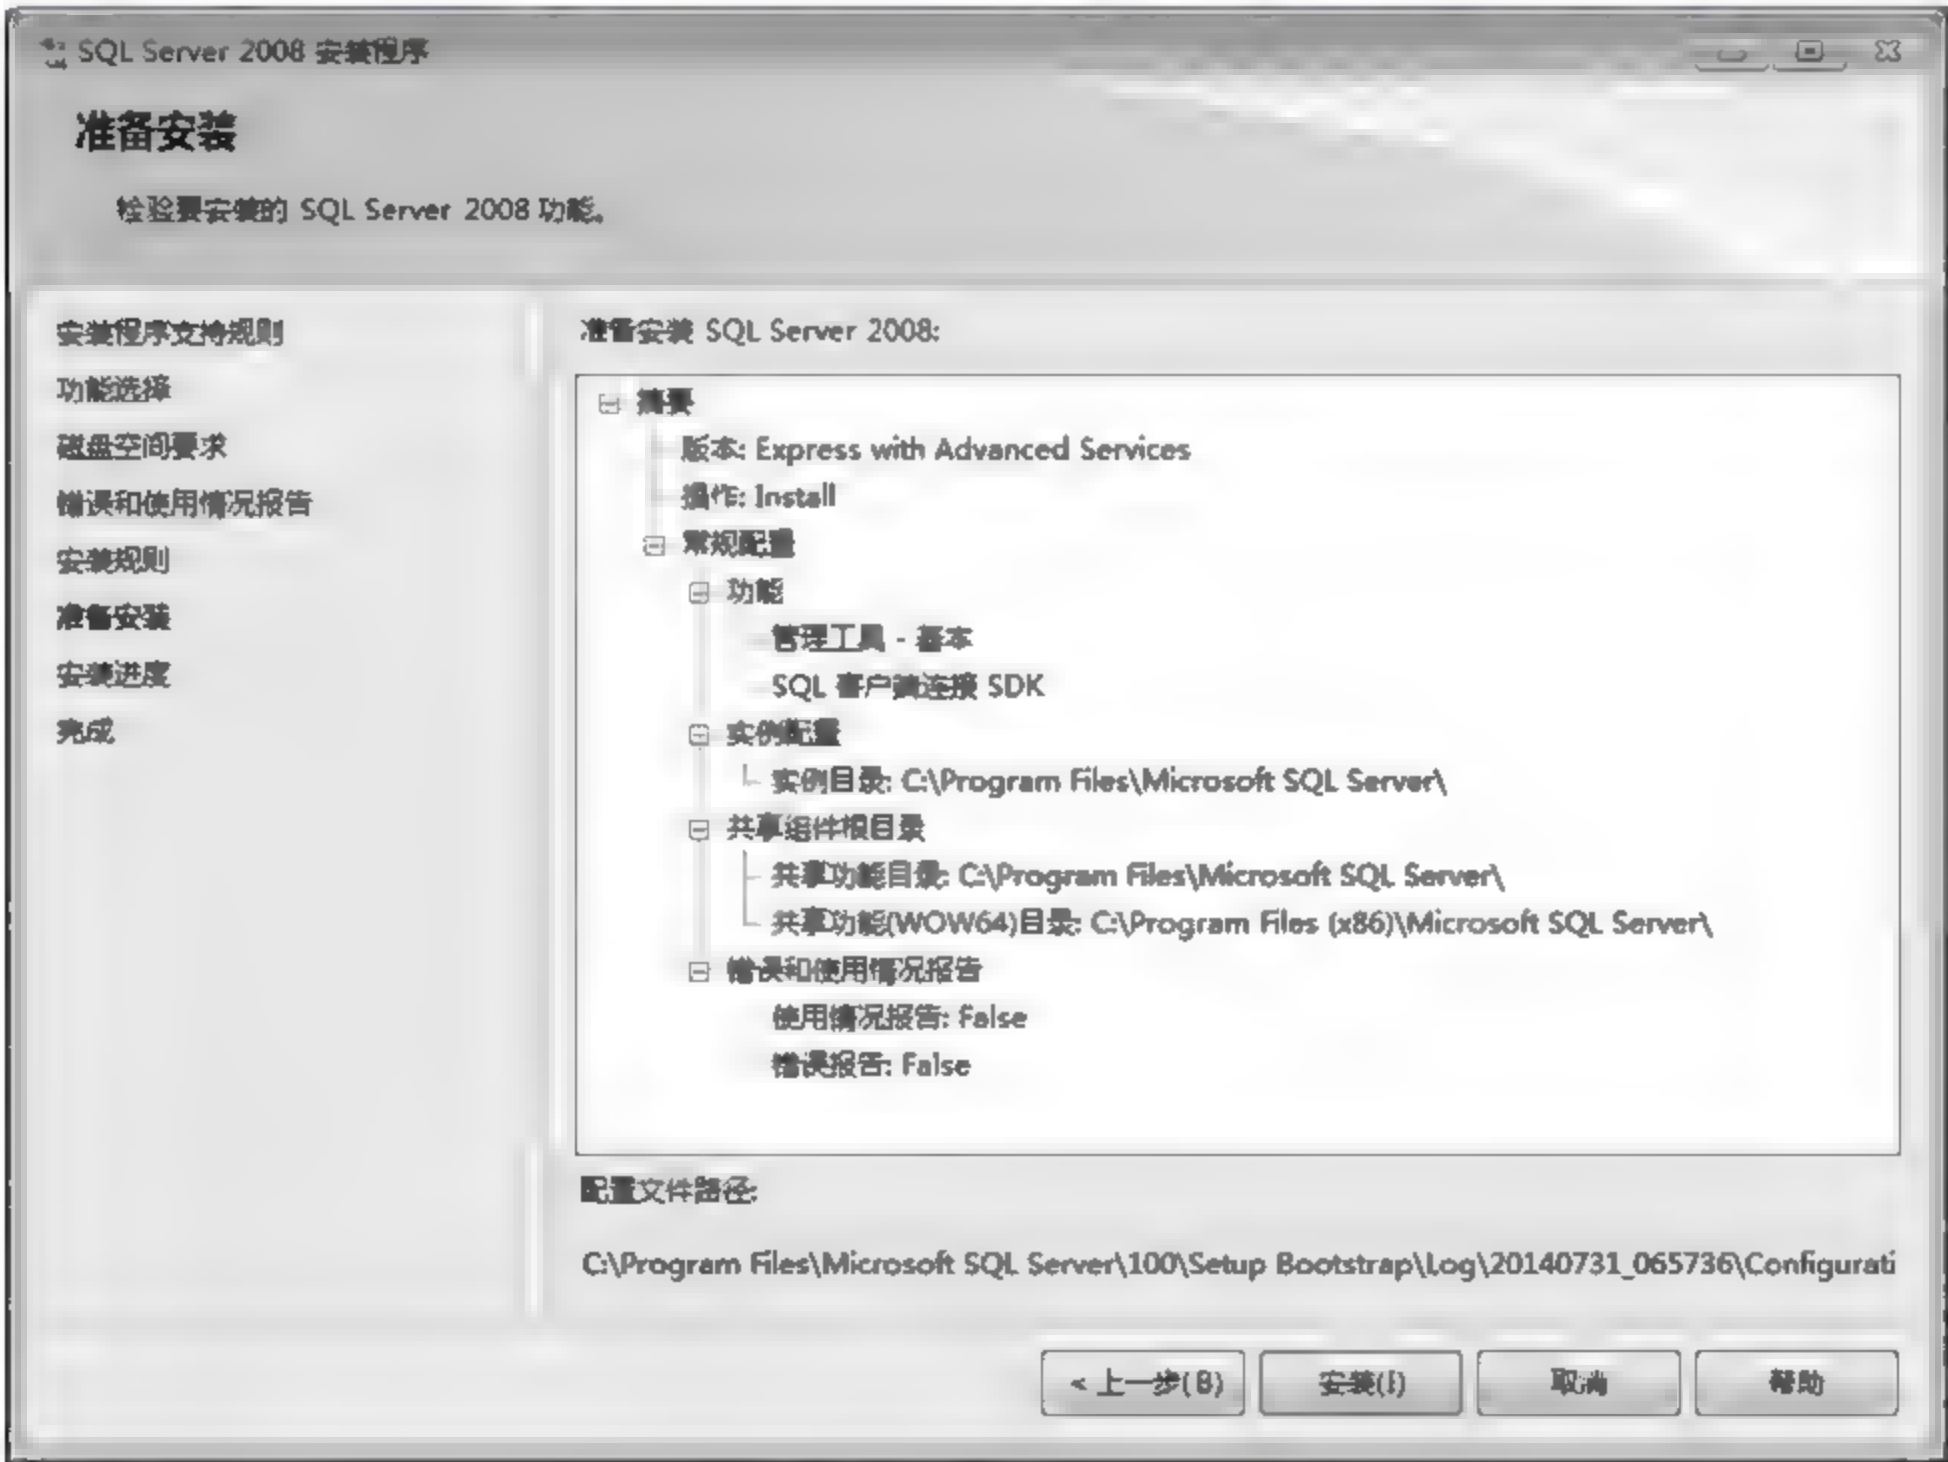 SQL Server 2008 安装程序
准备安装
检验要安装的 SQL Server 2008 功能。
安装程序支持规则
功能选择
磁盘空间要求
错误和使用情况报告
安装规则
准备安装
安装进度
完成
准备安装 SQL Server 2008:
摘要
版本: Express with Advanced Services
操作: Install
常规配置
功能
管理工具 - 基本
SQL 客户端连接 SDK
实例配置
实例目录: C:\Program Files\Microsoft SQL Server\
共享组件根目录
共享功能目录: C:\Program Files\Microsoft SQL Server\
共享功能(WOW64)目录: C:\Program Files (x86)\Microsoft SQL Server\
错误和使用情况报告
使用情况报告: False
错误报告: False
配置文件路径:
C:\Program Files\Microsoft SQL Server\100\Setup Bootstrap\Log\20140731_065736\Configurati
< 上一步(B)
安装(I)
取消
帮助